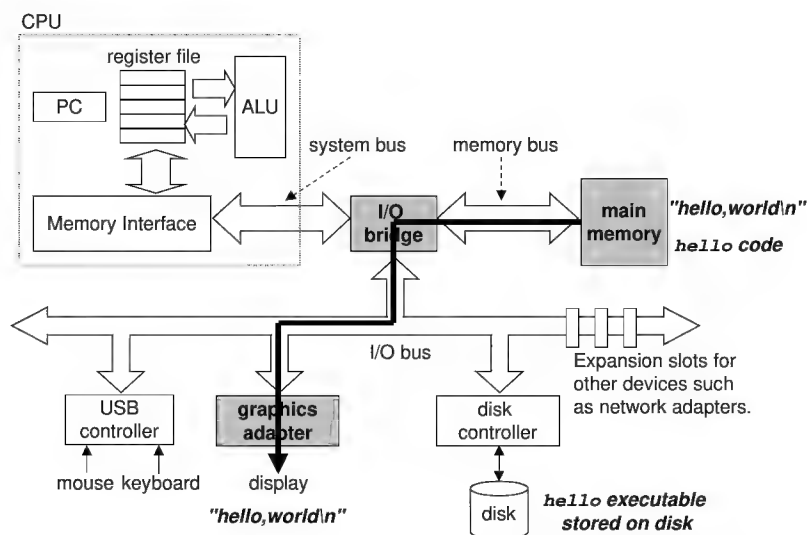 CPU
register file
PC
ALU
system bus
memory bus
Memory Interface
I/O
bridge
main
memory
"hello,world\n"
hello code
I/O bus
Expansion slots for
other devices such
as network adapters.
USB
controller
graphics
adapter
disk
controller
mouse keyboard
display
"hello,world\n"
disk
hello executable
stored on disk